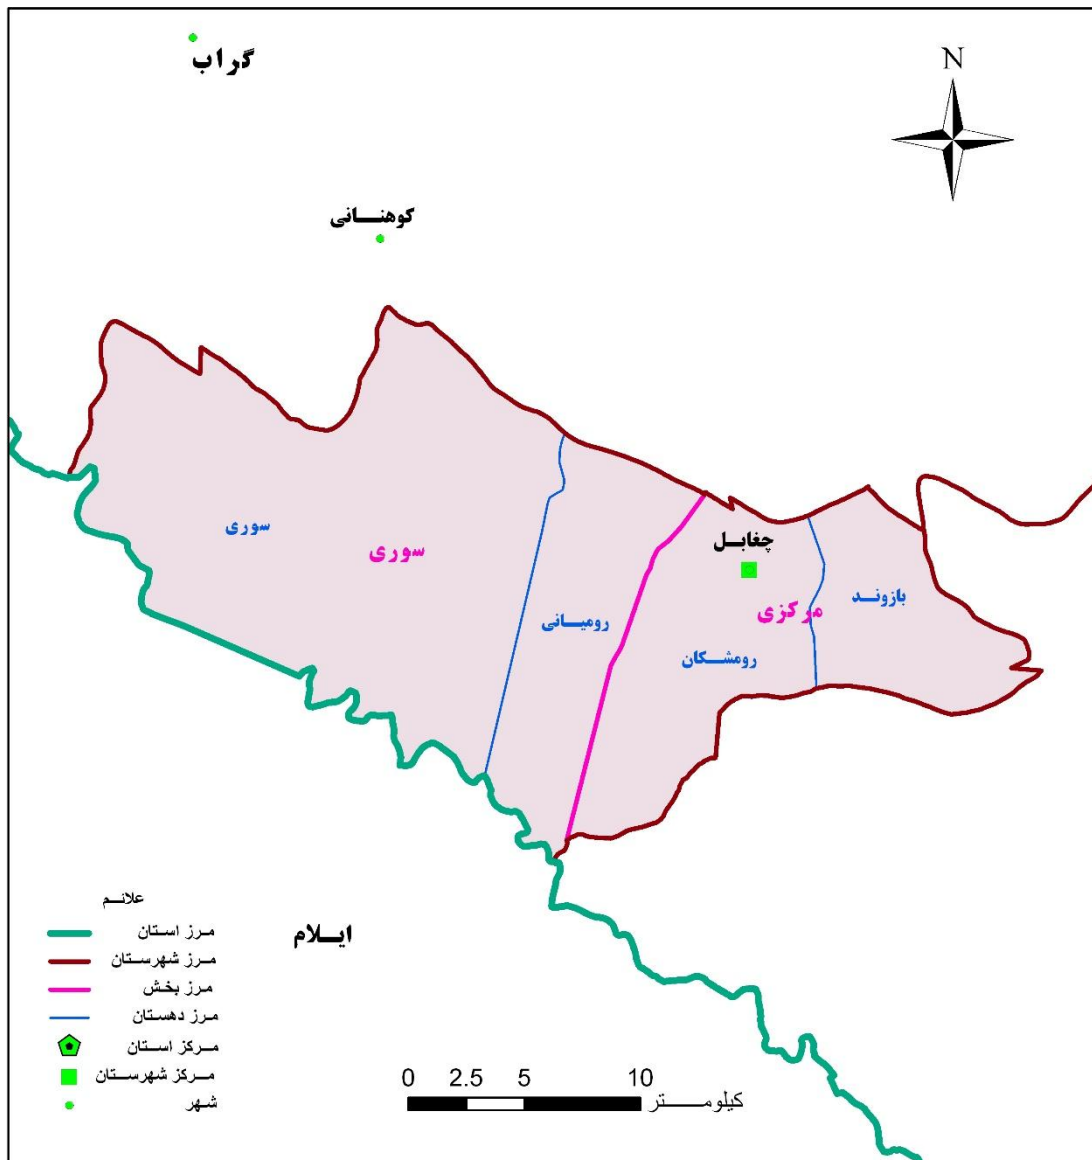 گراب
N
کوهنانی
چغابل
سوری
سوری
بازوند
مرکزی
رومیانی
رومشکان
علائم
مرز استان
مرز شهرستان
مرز بخش
مرز دهستان
مرکز استان
مرکز شهرستان
شهر
ایلام
0 2.5 5 10
کیلومتر